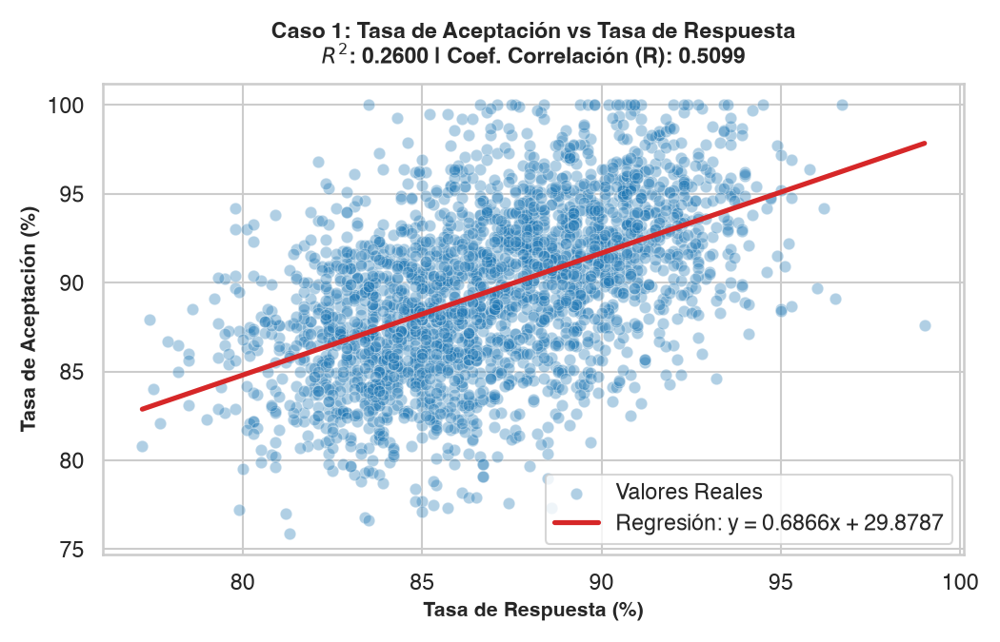 Caso 1: Tasa de Aceptación vs Tasa de Respuesta
R²: 0.2600 | Coef. Correlación (R): 0.5099
100
95
90
85
80
75
Tasa de Aceptación (%)
Valores Reales
Regresión: y = 0.6866x + 29.8787
80 85 90 95 100
Tasa de Respuesta (%)